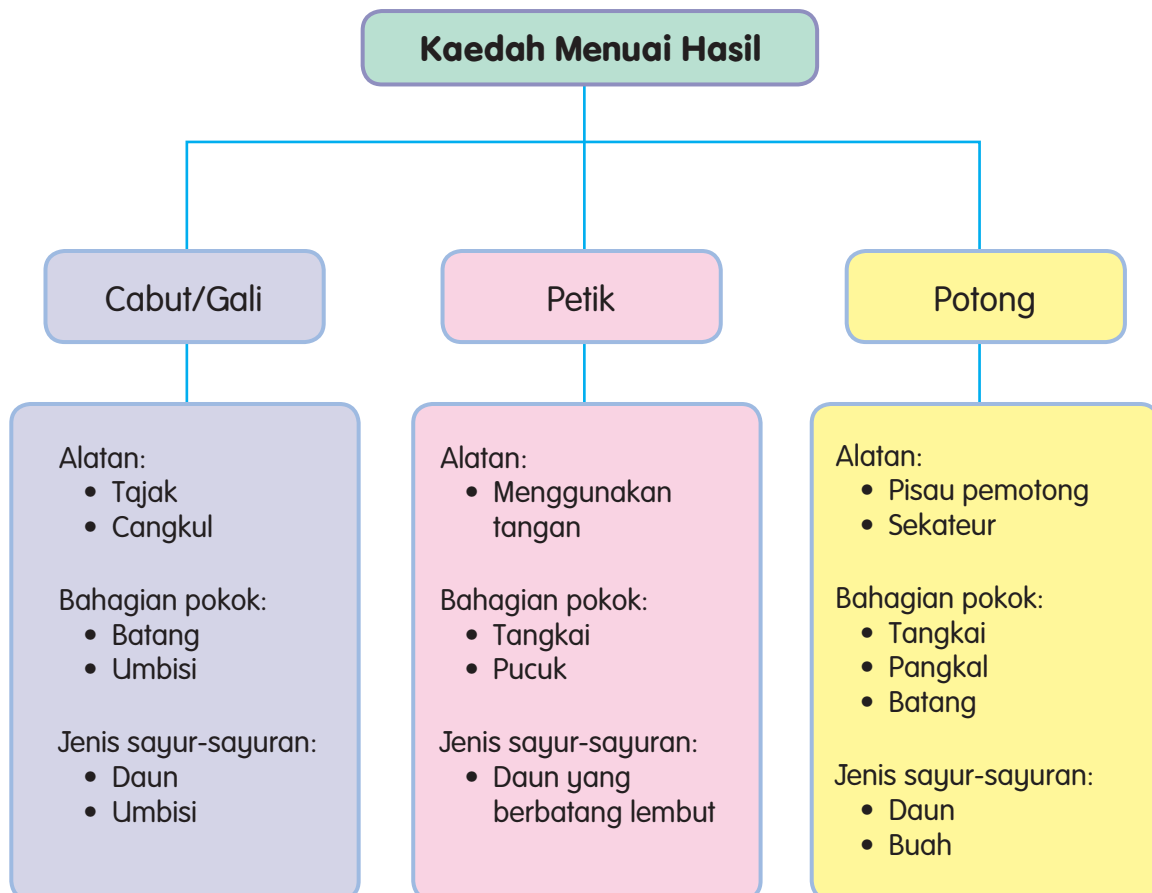 Kaedah Menuai Hasil
Cabut/Gali
Petik
Potong
Alatan:
• Tajak
• Cangkul
Bahagian pokok:
• Batang
• Umbisi
Jenis sayur-sayuran:
• Daun
• Umbisi
Alatan:
• Menggunakan
tangan
Bahagian pokok:
• Tangkai
• Pucuk
Jenis sayur-sayuran:
• Daun yang
berbatang lembut
Alatan:
• Pisau pemotong
• Sekateur
Bahagian pokok:
• Tangkai
• Pangkal
• Batang
Jenis sayur-sayuran:
• Daun
• Buah